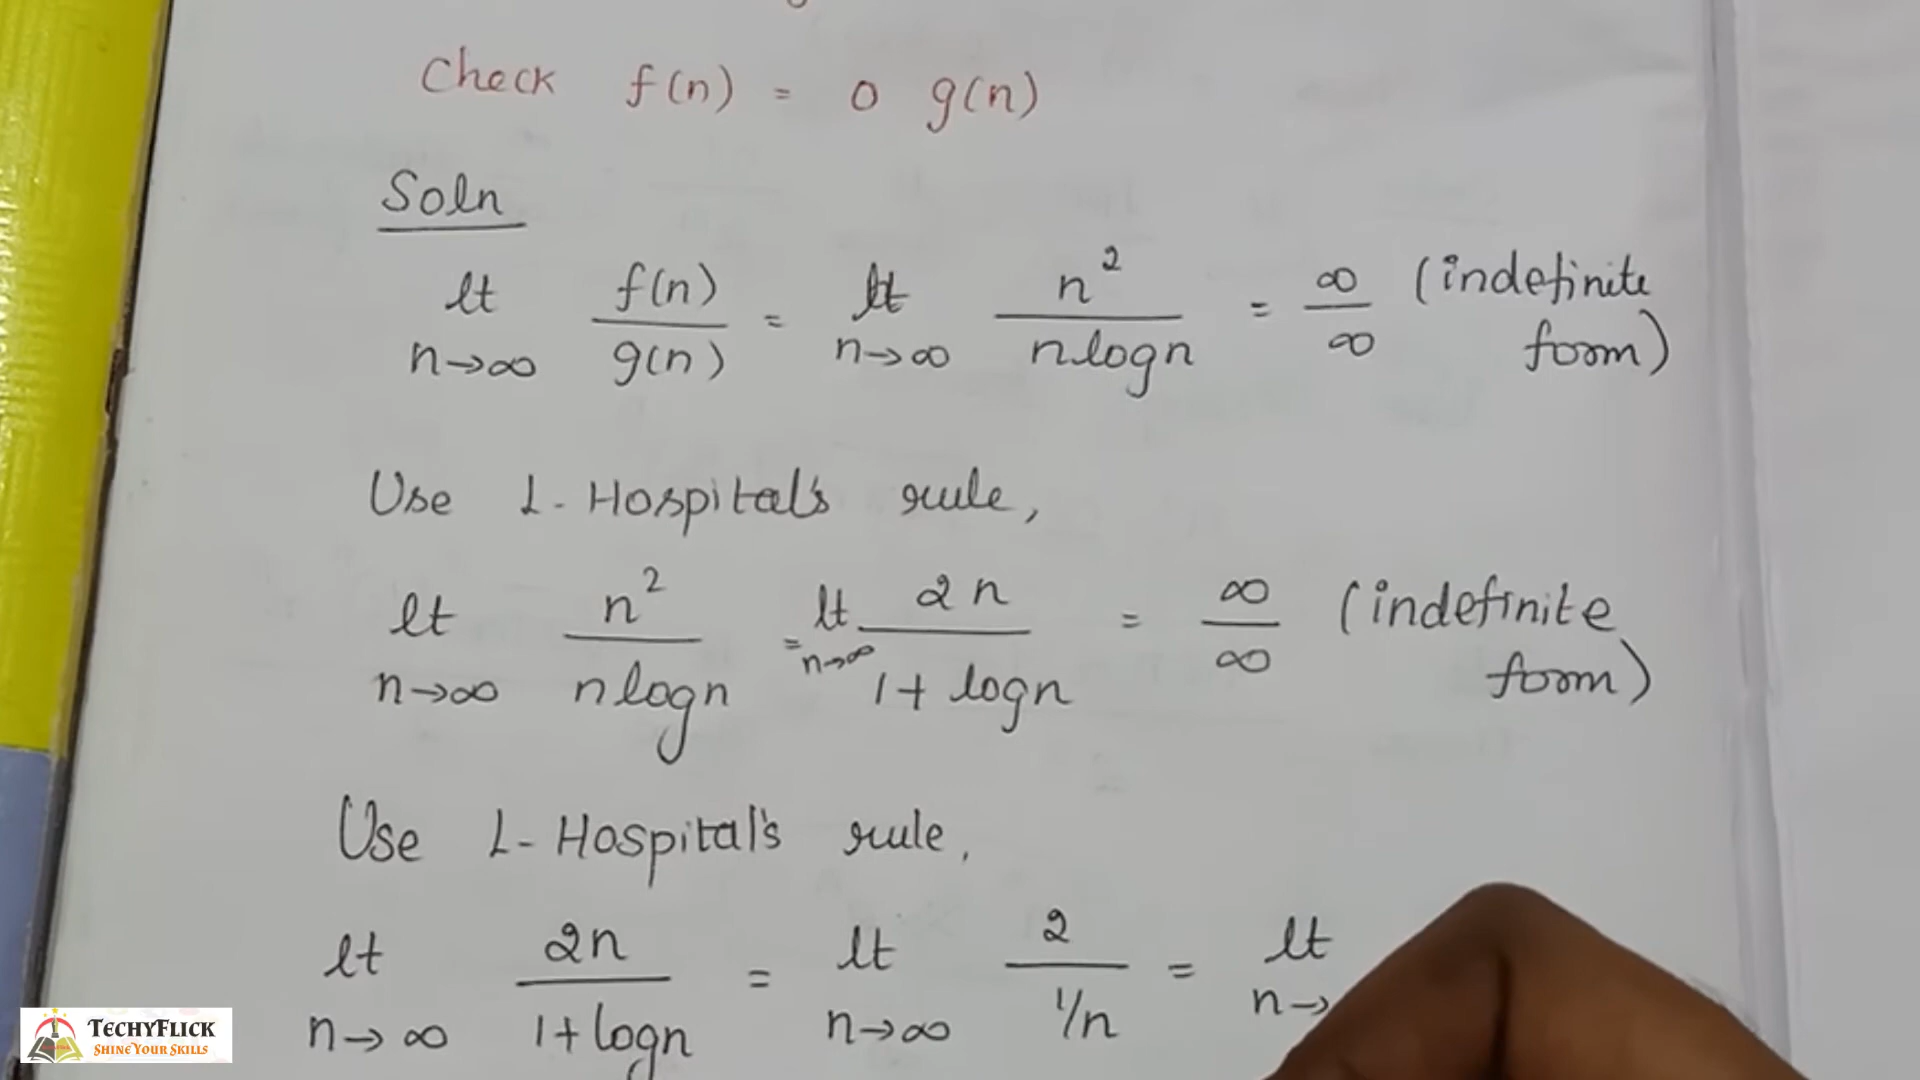 Check f(n) = o g(n)
Soln
lt n→∞ f(n)/g(n) = lt n→∞ n²/nlogn = ∞/∞ (indefinite form)
Use L-Hospital's rule,
lt n→∞ n²/nlogn = lt n→∞ 2n/1+logn = ∞/∞ (indefinite form)
Use L-Hospital's rule,
lt n→∞ 2n/1+logn = lt n→∞ 2/1/n = lt n→
TECHYFLICK
SHINE YOUR SKILLS